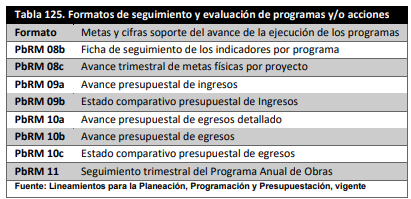 Tabla 125. Formatos de seguimiento y evaluación de programas y/o acciones
Formato Metas y cifras soporte del avance de la ejecución de los programas
PbRM 08b Ficha de seguimiento de los indicadores por programa
PbRM 08c Avance trimestral de metas físicas por proyecto
PbRM 09a Avance presupuestal de ingresos
PbRM 09b Estado comparativo presupuestal de Ingresos
PbRM 10a Avance presupuestal de egresos detallado
PbRM 10b Avance presupuestal de egresos
PbRM 10c Estado comparativo presupuestal de egresos
PbRM 11 Seguimiento trimestral del Programa Anual de Obras
Fuente: Lineamientos para la Planeación, Programación y Presupuestación, vigente